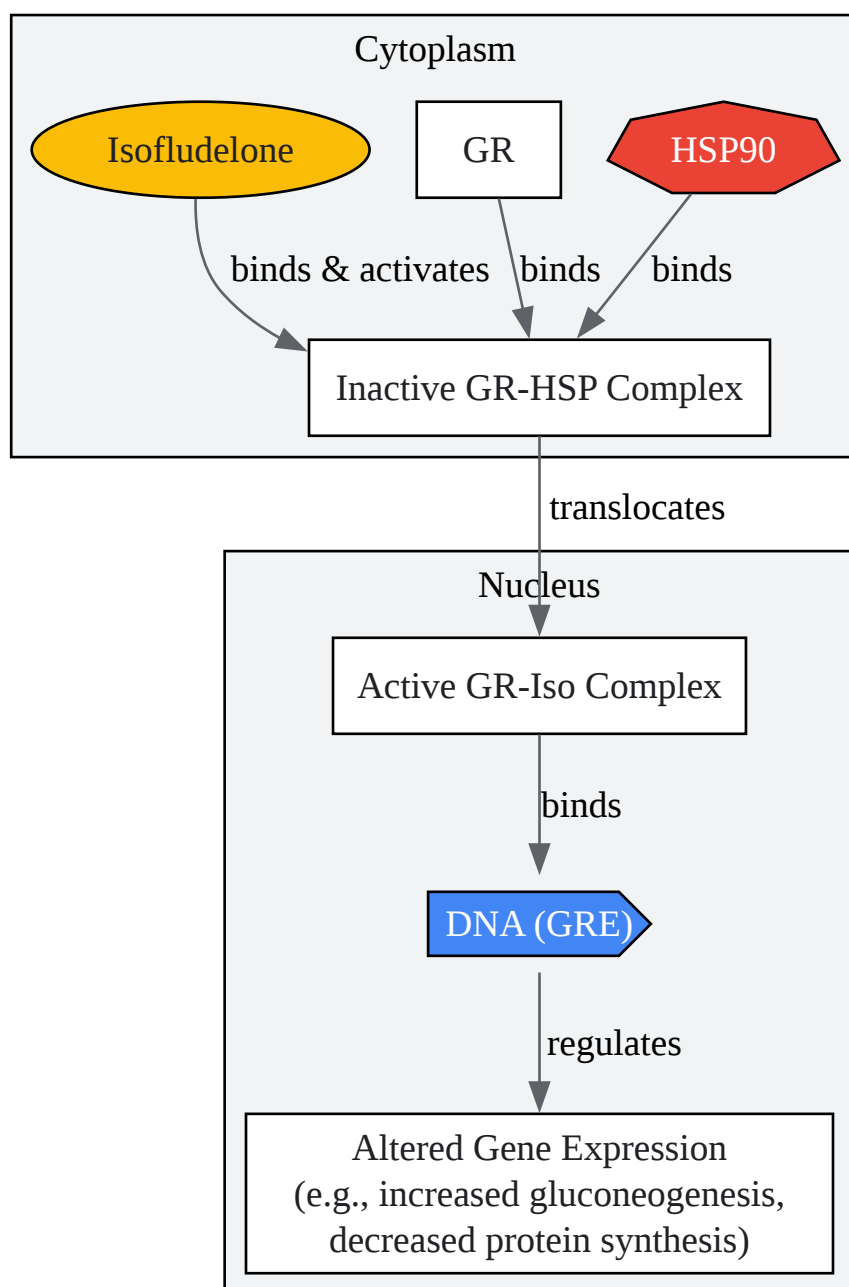 Cytoplasm
Isofludelone
GR
HSP90
binds & activates
binds
binds
Inactive GR-HSP Complex
translocates
Nucleus
Active GR-Iso Complex
binds
DNA (GRE)
regulates
Altered Gene Expression
(e.g., increased gluconeogenesis,
decreased protein synthesis)